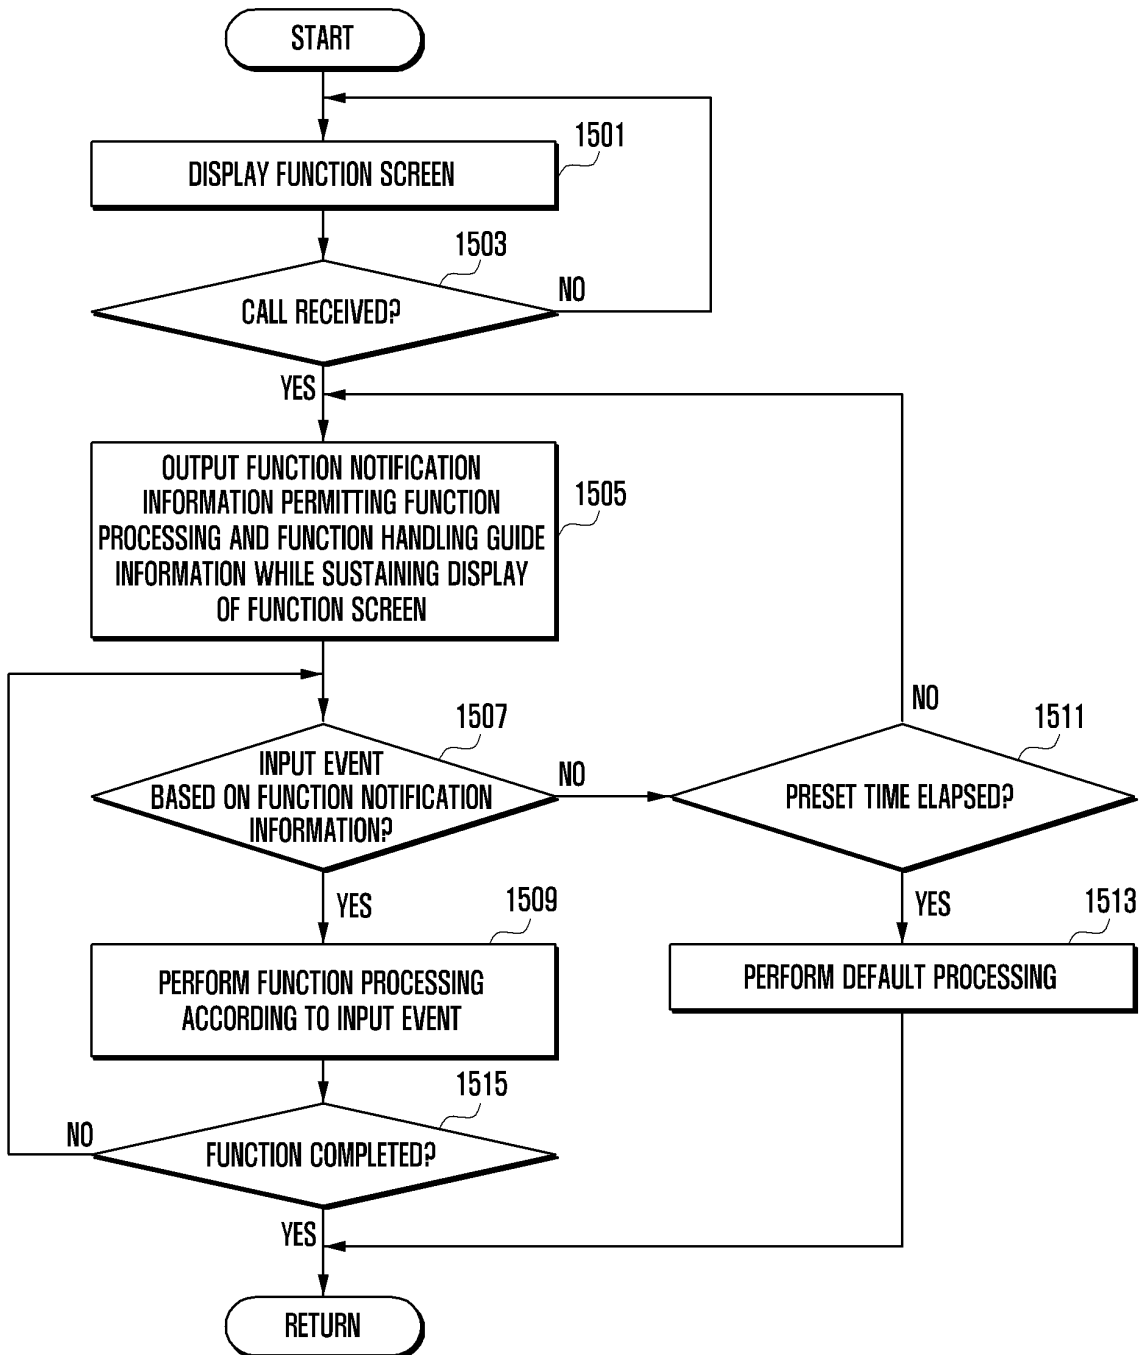 START
1501
DISPLAY FUNCTION SCREEN
1503
CALL RECEIVED?
NO
YES
1505
OUTPUT FUNCTION NOTIFICATION
INFORMATION PERMITTING FUNCTION
PROCESSING AND FUNCTION HANDLING GUIDE
INFORMATION WHILE SUSTAINING DISPLAY
OF FUNCTION SCREEN
1507
INPUT EVENT
BASED ON FUNCTION NOTIFICATION
INFORMATION?
NO
NO
1511
PRESET TIME ELAPSED?
YES
1509
PERFORM FUNCTION PROCESSING
ACCORDING TO INPUT EVENT
YES
1513
PERFORM DEFAULT PROCESSING
1515
FUNCTION COMPLETED?
NO
YES
RETURN